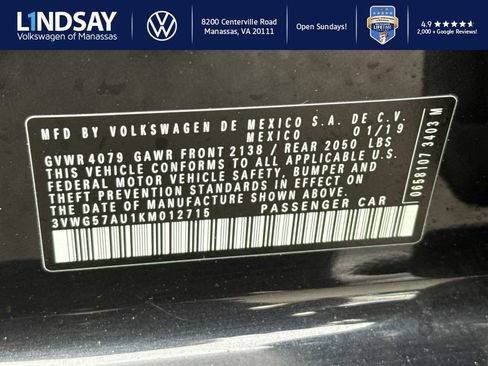 LINDSAY
Volkswagen of Manassas
8200 Centerville Road
Manassas, VA 20111
Open Sundays!
4.9 ★★★★★
2,000 + Google Reviews!
MFD BY VOLKSWAGEN DE MEXICO S.A. DE C.V.
MEXICO 01/19
GVWR 4079 GAWR FRONT 2138 / REAR 2050 LBS
THIS VEHICLE CONFORMS TO ALL APPLICABLE U.S.
FEDERAL MOTOR VEHICLE SAFETY, BUMPER AND
THEFT PREVENTION STANDARDS IN EFFECT ON THE
DATE OF MANUFACTURE SHOWN ABOVE.
3VWG57AU1KM012715 PASSENGER CAR
0658107 3403 M